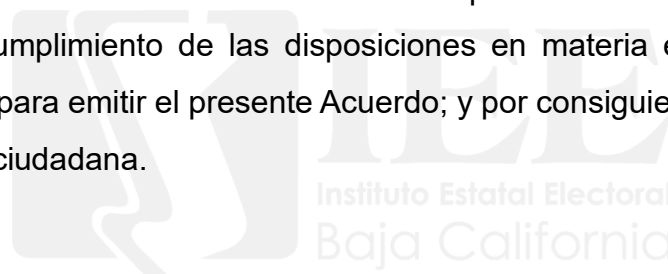 umplimiento de las disposiciones en materia
para emitir el presente Acuerdo; y por consiguie
ciudadana.
IEE
Instituto Estatal Electoral
Baja California